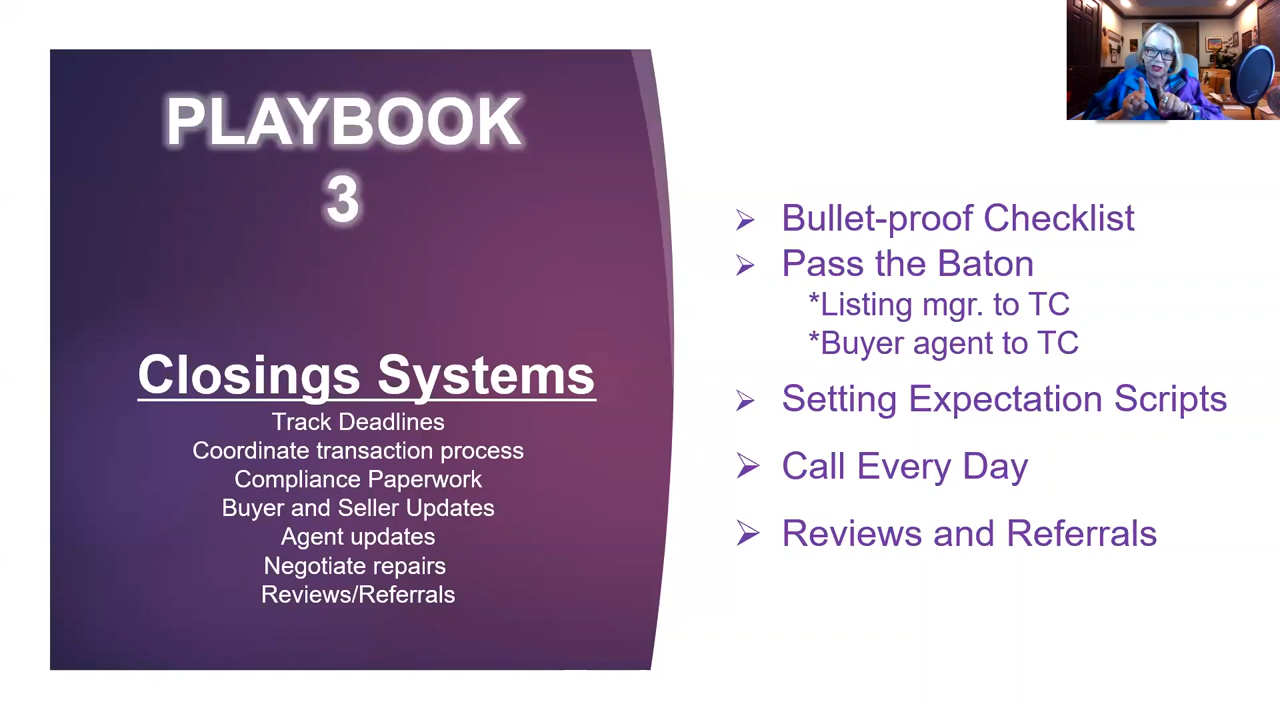 PLAYBOOK
3
Closings Systems
Track Deadlines
Coordinate transaction process
Compliance Paperwork
Buyer and Seller Updates
Agent updates
Negotiate repairs
Reviews/Referrals
Bullet-proof Checklist
Pass the Baton
*Listing mgr. to TC
*Buyer agent to TC
Setting Expectation Scripts
Call Every Day
Reviews and Referrals